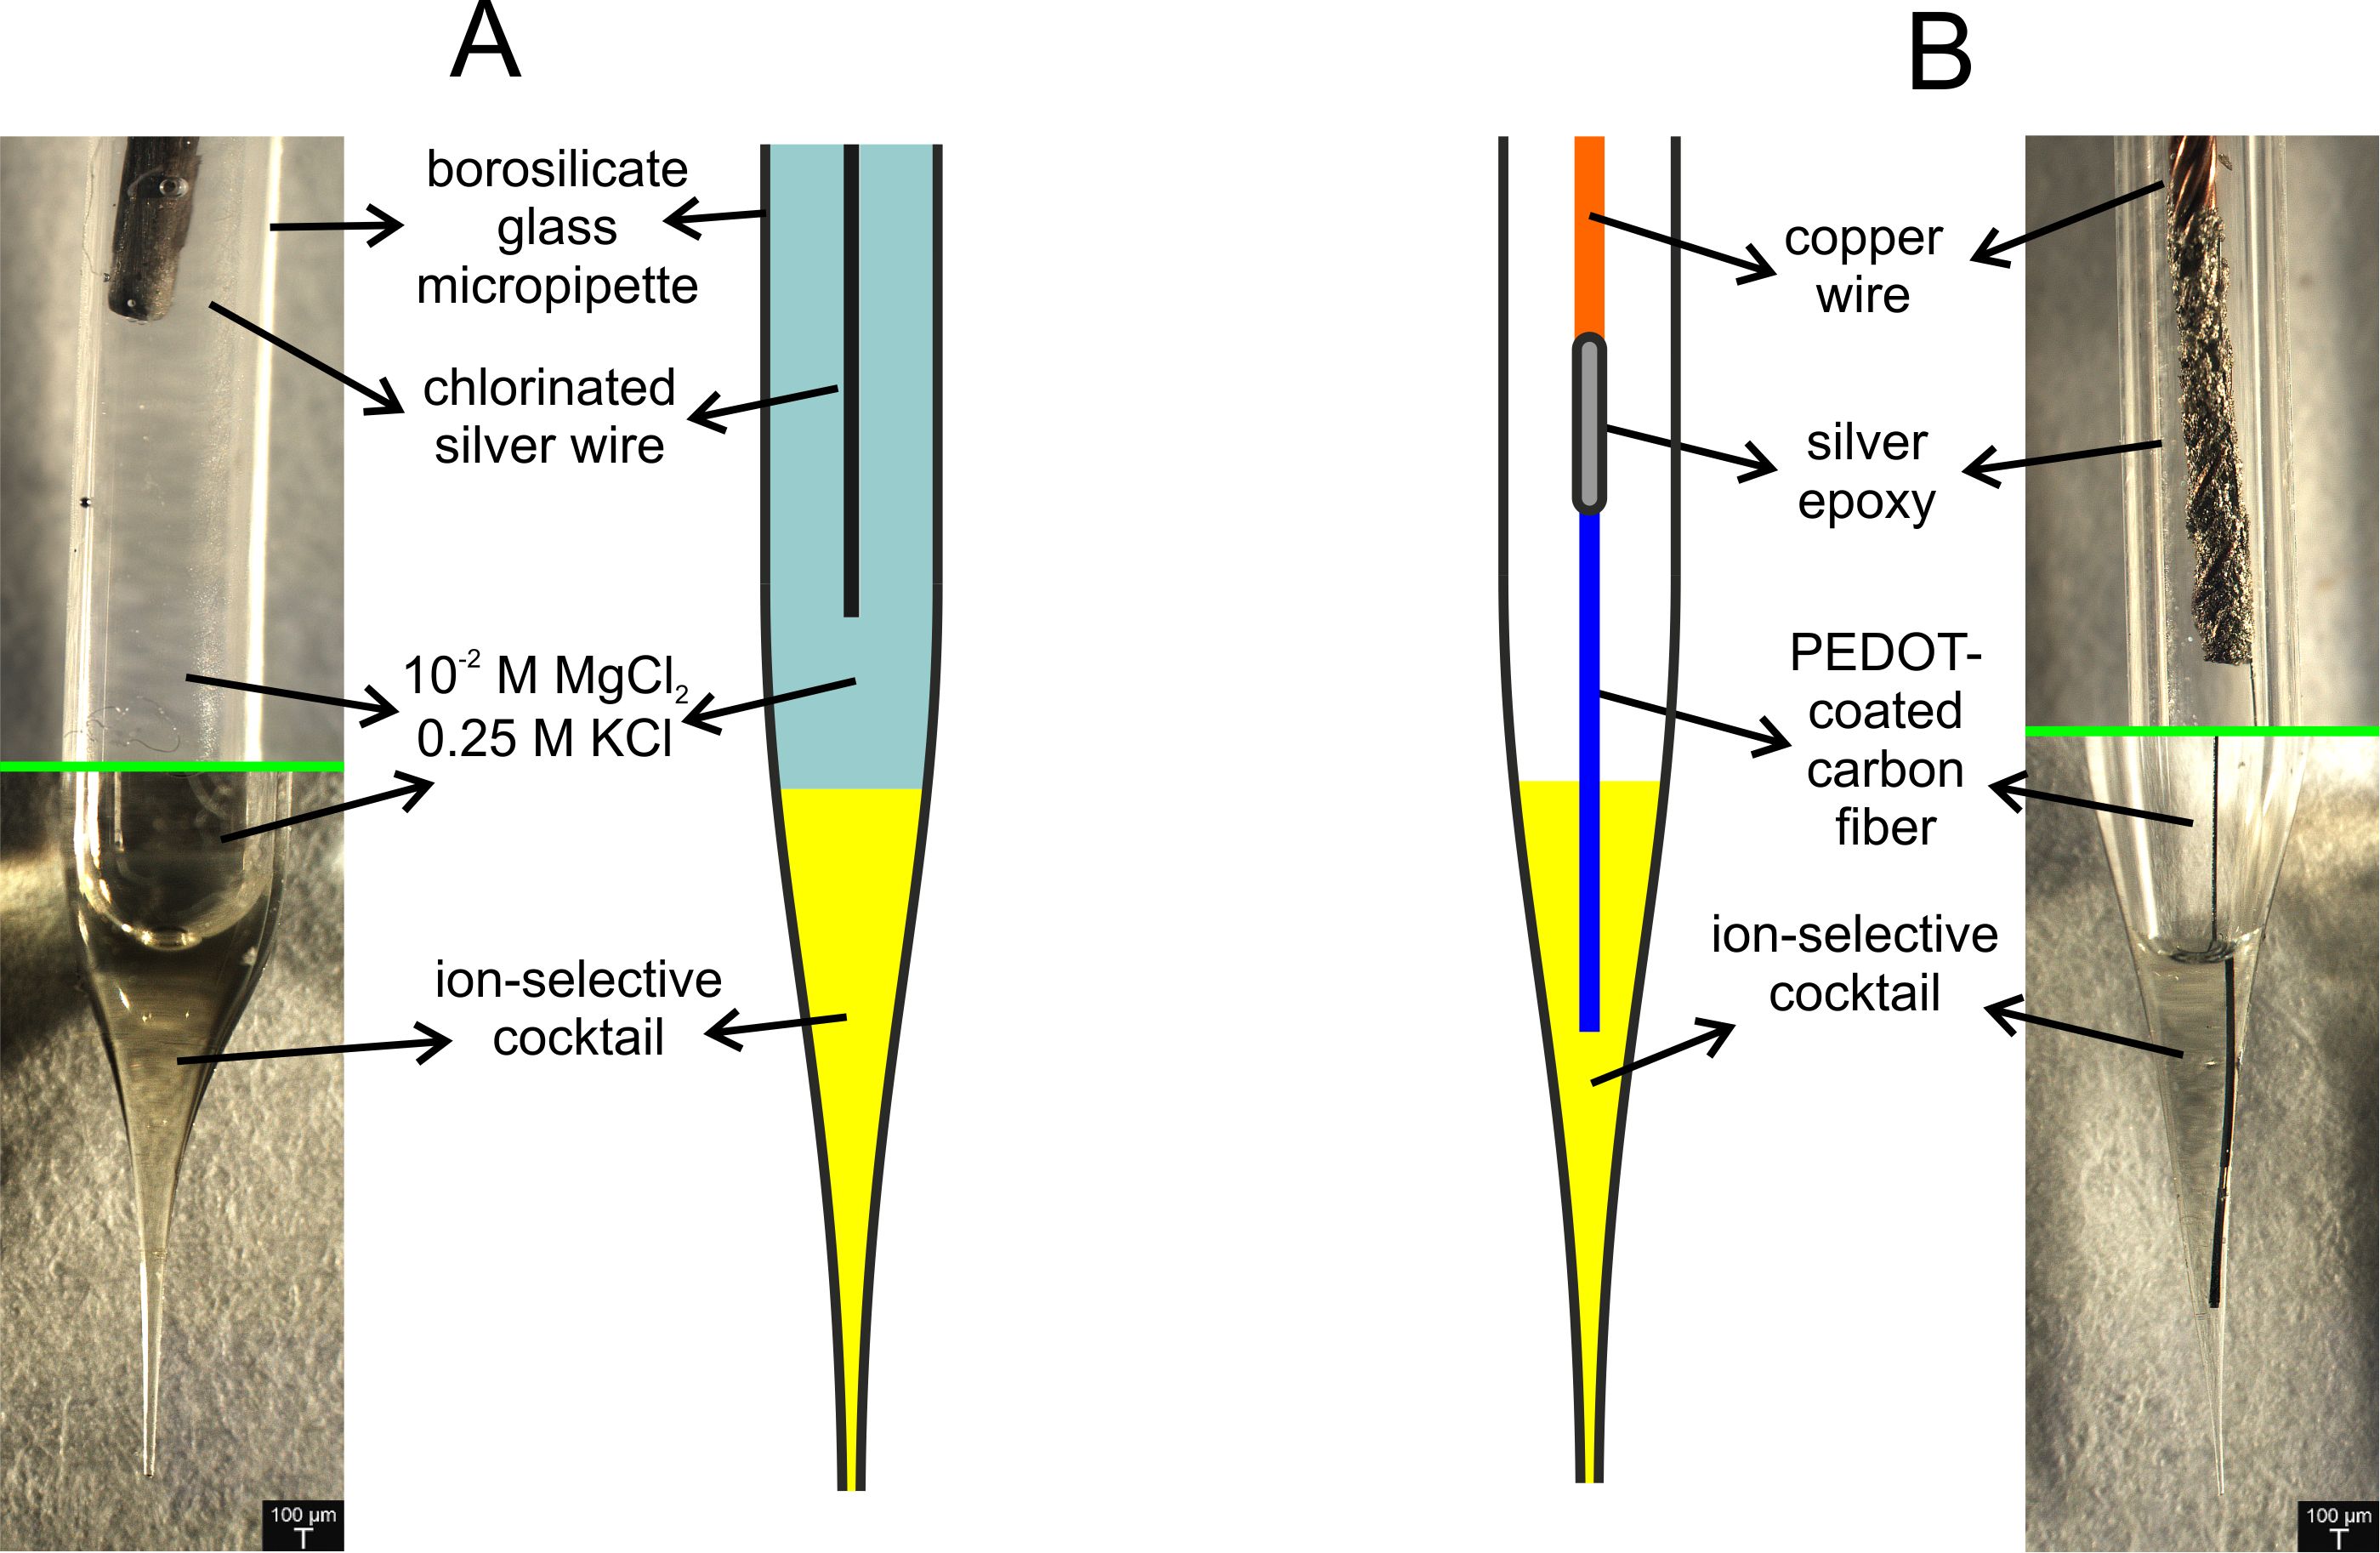 A
borosilicate
glass
micropipette
chlorinated
silver wire
10⁻² M MgCl₂
0.25 M KCl
ion-selective
cocktail
100 µm
B
copper
wire
silver
epoxy
PEDOT-
coated
carbon
fiber
ion-selective
cocktail
100 µm